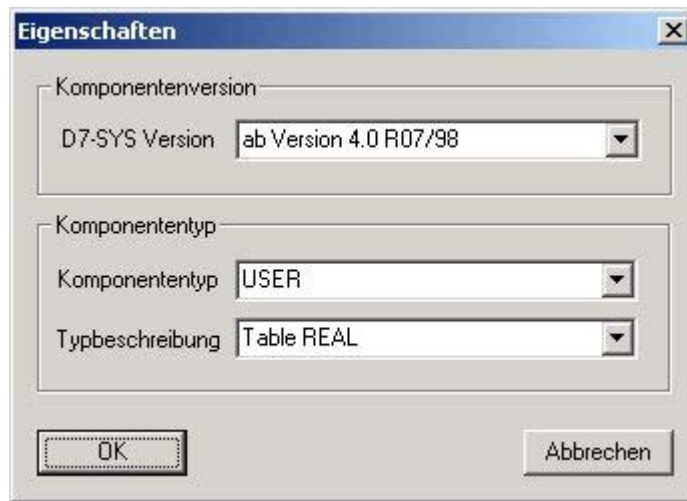 Eigenschaften
Komponentenversion
D7-SYS Version ab Version 4.0 R07/98
Komponententyp
Komponententyp USER
Typbeschreibung Table REAL
OK Abbrechen